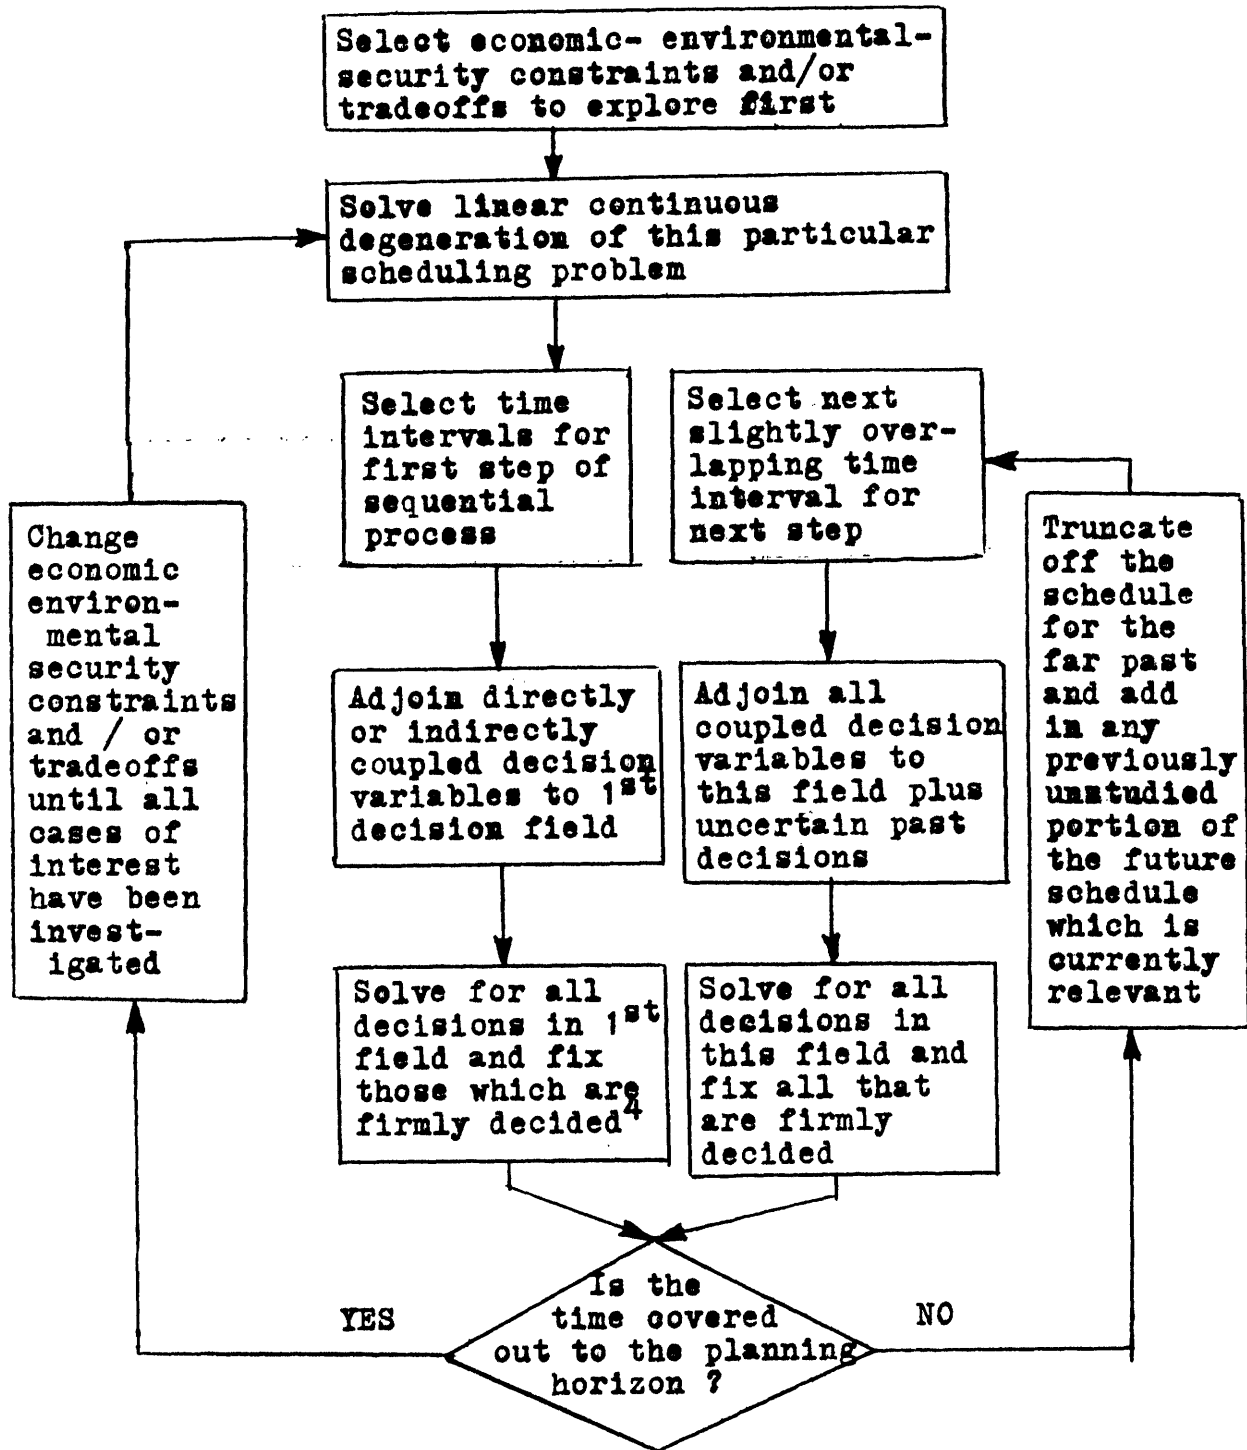 Select economic- environmental-
security constraints and/or
tradeoffs to explore first
Solve linear continuous
degeneration of this particular
scheduling problem
Select time
intervals for
first step of
sequential
process
Select next
slightly over-
lapping time
interval for
next step
Change
economic
environ-
mental
security
constraints
and / or
tradeoffs
until all
cases of
interest
have been
invest-
igated
Truncate
off the
schedule
for the
far past
and add
in any
previously
unstudied
portion of
the future
schedule
which is
currently
relevant
Adjoin directly
or indirectly
coupled decision
variables to 1st
decision field
Adjoin all
coupled decision
variables to
this field plus
uncertain past
decisions
Solve for all
decisions in 1st
field and fix
those which are
firmly decided4
Solve for all
decisions in
this field and
fix all that
are firmly
decided
Is the
time covered
out to the planning
horizon ?
YES
NO